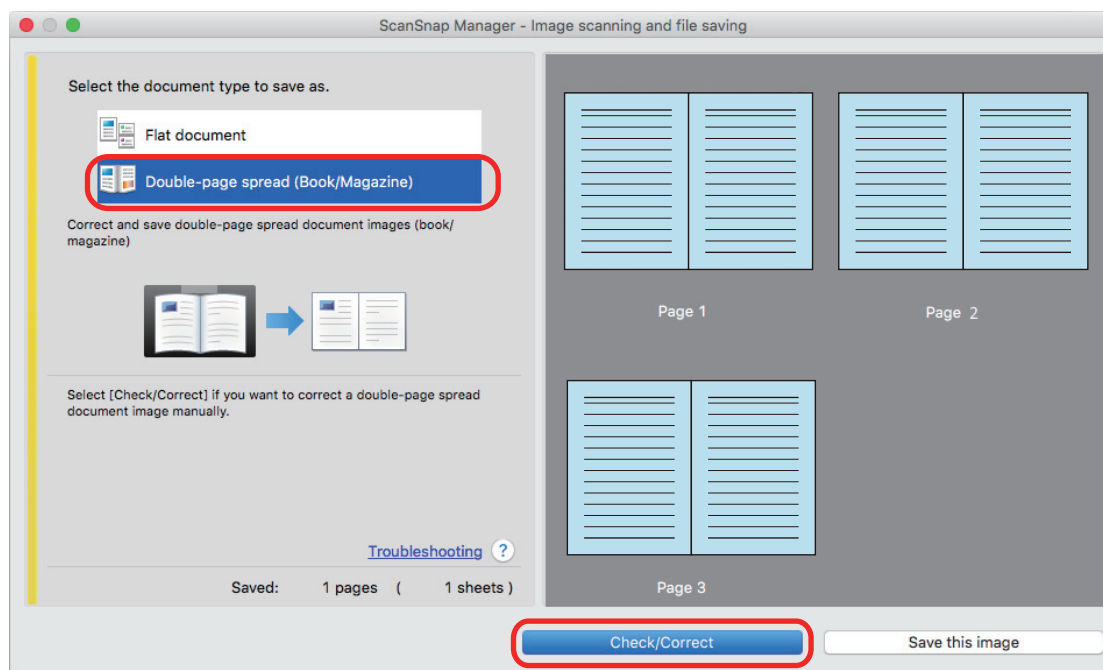 ScanSnap Manager - Image scanning and file saving
Select the document type to save as.
Flat document
Double-page spread (Book/Magazine)
Correct and save double-page spread document images (book/
magazine)
Select [Check/Correct] if you want to correct a double-page spread
document image manually.
Troubleshooting ?
Saved: 1 pages ( 1 sheets )
Page 1
Page 2
Page 3
Check/Correct
Save this image